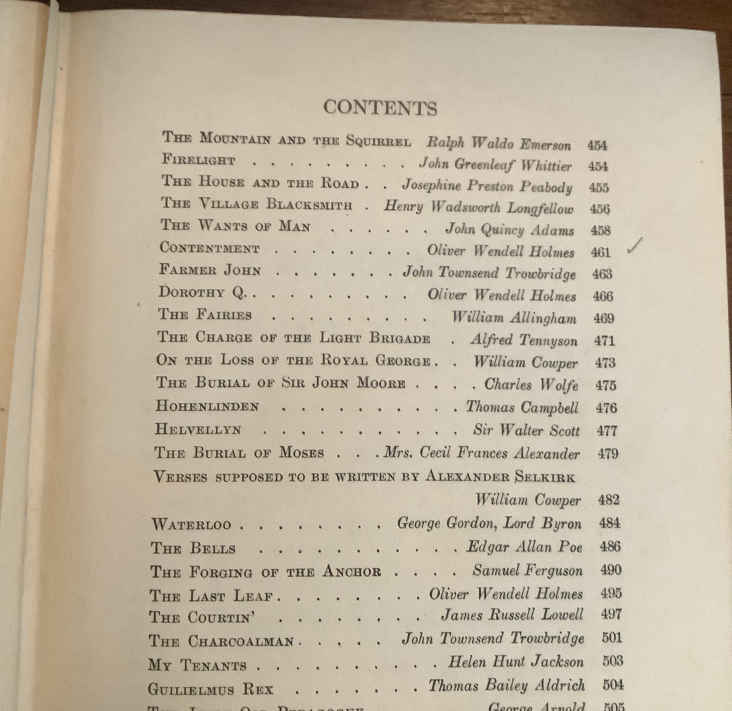 CONTENTS
THE MOUNTAIN AND THE SQUIRREL Ralph Waldo Emerson 454
FIRELIGHT . . . . . . . . . John Greenleaf Whittier 454
THE HOUSE AND THE ROAD . . Josephine Preston Peabody 455
THE VILLAGE BLACKSMITH . Henry Wadsworth Longfellow 456
THE WANTS OF MAN . . . . . . John Quincy Adams 458
CONTENTMENT . . . . . . . Oliver Wendell Holmes 461
FARMER JOHN . . . . . . . John Townsend Trowbridge 463
DOROTHY Q. . . . . . . . . . Oliver Wendell Holmes 466
THE FAIRIES . . . . . . . . . William Allingham 469
THE CHARGE OF THE LIGHT BRIGADE . Alfred Tennyson 471
ON THE LOSS OF THE ROYAL GEORGE . . William Cowper 473
THE BURIAL OF SIR JOHN MOORE . . . . Charles Wolfe 475
HOHENLINDEN . . . . . . . . . . Thomas Campbell 476
HELVELLYN . . . . . . . . . . . Sir Walter Scott 477
THE BURIAL OF MOSES . . . Mrs. Cecil Frances Alexander 479
VERSES SUPPOSED TO BE WRITTEN BY ALEXANDER SELKIRK
William Cowper 482
WATERLOO . . . . . . . . George Gordon, Lord Byron 484
THE BELLS . . . . . . . . . . . Edgar Allan Poe 486
THE FORGING OF THE ANCHOR . . . . Samuel Ferguson 490
THE LAST LEAF . . . . . . . . Oliver Wendell Holmes 495
THE COURTIN' . . . . . . . . James Russell Lowell 497
THE CHARCOALMAN . . . . . John Townsend Trowbridge 501
MY TENANTS . . . . . . . . . . Helen Hunt Jackson 503
GUILIELMUS REX . . . . . . . Thomas Bailey Aldrich 504
George Arnold 505